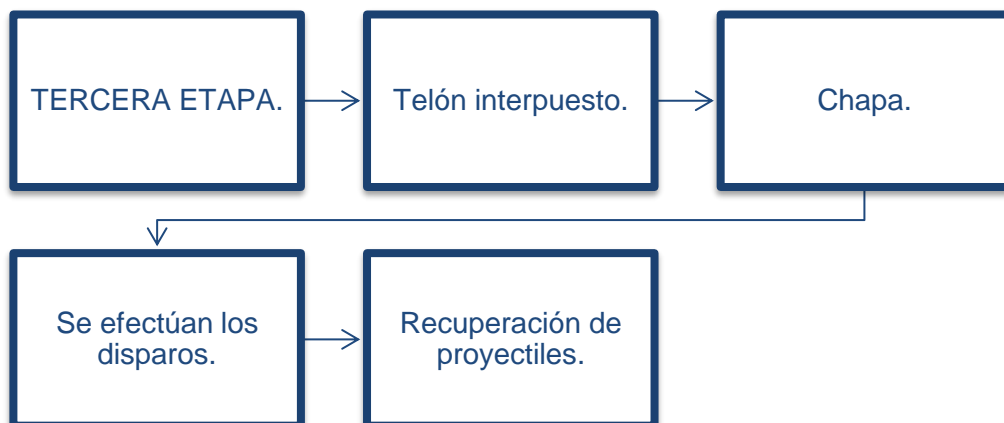 TERCERA ETAPA.
Telón interpuesto.
Chapa.
Se efectúan los
disparos.
Recuperación de
proyectiles.